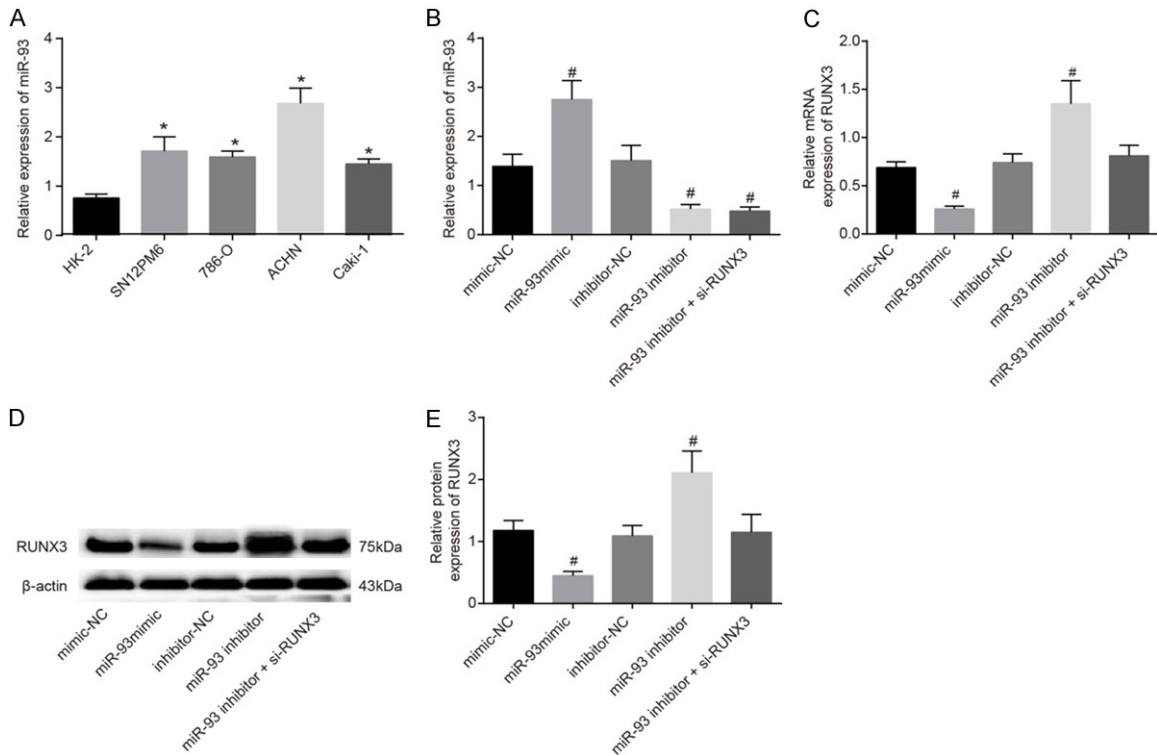 A
Relative expression of miR-93
4
3
2
1
0
*
*
*
*
HK-2
SN12PM6
786-O
ACHN
Caki-1
B
Relative expression of miR-93
4
3
2
1
0
#
#
#
mimic-NC
miR-93mimic
inhibitor-NC
miR-93 inhibitor
miR-93 inhibitor + si-RUNX3
C
Relative mRNA
expression of RUNX3
2.0
1.5
1.0
0.5
0.0
#
#
mimic-NC
miR-93mimic
inhibitor-NC
miR-93 inhibitor
miR-93 inhibitor + si-RUNX3
D
RUNX3
75kDa
β-actin
43kDa
mimic-NC
miR-93mimic
inhibitor-NC
miR-93 inhibitor
miR-93 inhibitor + si-RUNX3
E
Relative protein
expression of RUNX3
3
2
1
0
#
#
mimic-NC
miR-93mimic
inhibitor-NC
miR-93 inhibitor
miR-93 inhibitor + si-RUNX3